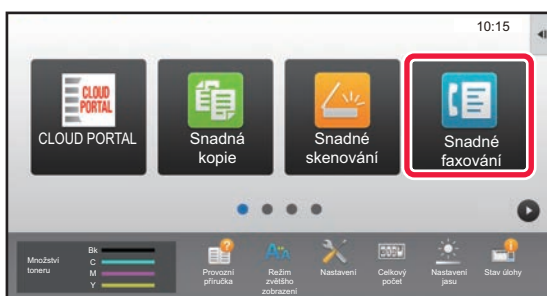 10:15
CLOUD
PORTAL
CLOUD PORTAL
Snadná
kopie
Snadné
skenování
Snadné
faxování
Množství
toneru
Bk
C
M
Y
Provozní
příručka
Režim
zvětšho
zobrazení
Nastavení
Celkový
počet
Nastavení
jasu
Stav úlohy